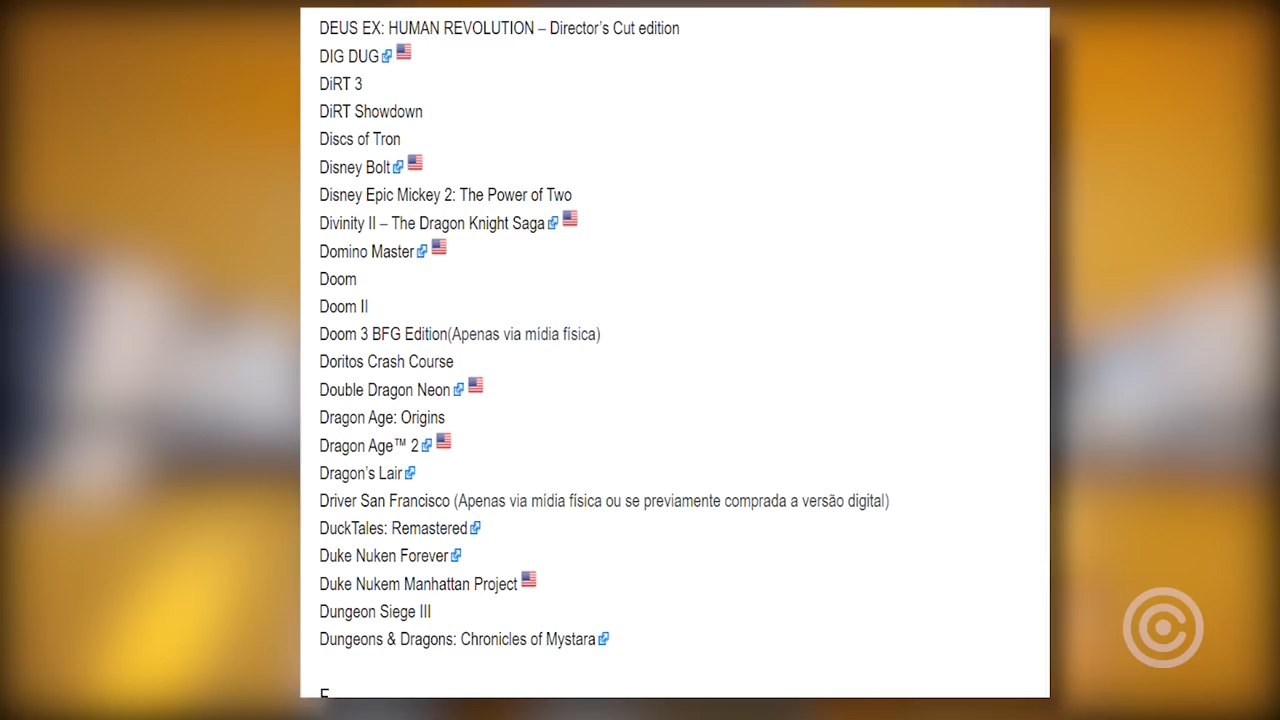 DEUS EX: HUMAN REVOLUTION – Director’s Cut edition
DIG DUG
DiRT 3
DiRT Showdown
Discs of Tron
Disney Bolt
Disney Epic Mickey 2: The Power of Two
Divinity II – The Dragon Knight Saga
Domino Master
Doom
Doom II
Doom 3 BFG Edition(Apenas via mídia física)
Doritos Crash Course
Double Dragon Neon
Dragon Age: Origins
Dragon Age™ 2
Dragon’s Lair
Driver San Francisco (Apenas via mídia física ou se previamente comprada a versão digital)
DuckTales: Remastered
Duke Nuken Forever
Duke Nukem Manhattan Project
Dungeon Siege III
Dungeons & Dragons: Chronicles of Mystara